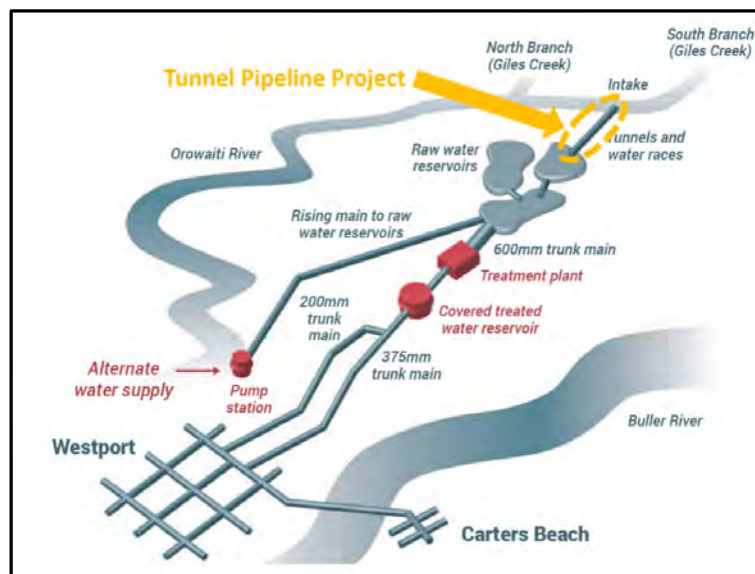 North Branch
(Giles Creek)
South Branch
(Giles Creek)
Tunnel Pipeline Project
Intake
Tunnels and
water races
Raw water
reservoirs
Orowaiti River
Rising main to raw
water reservoirs
600mm trunk main
Treatment plant
200mm
trunk
main
Covered treated
water reservoir
375mm
trunk main
Alternate
water supply
Pump
station
Buller River
Westport
Carters Beach